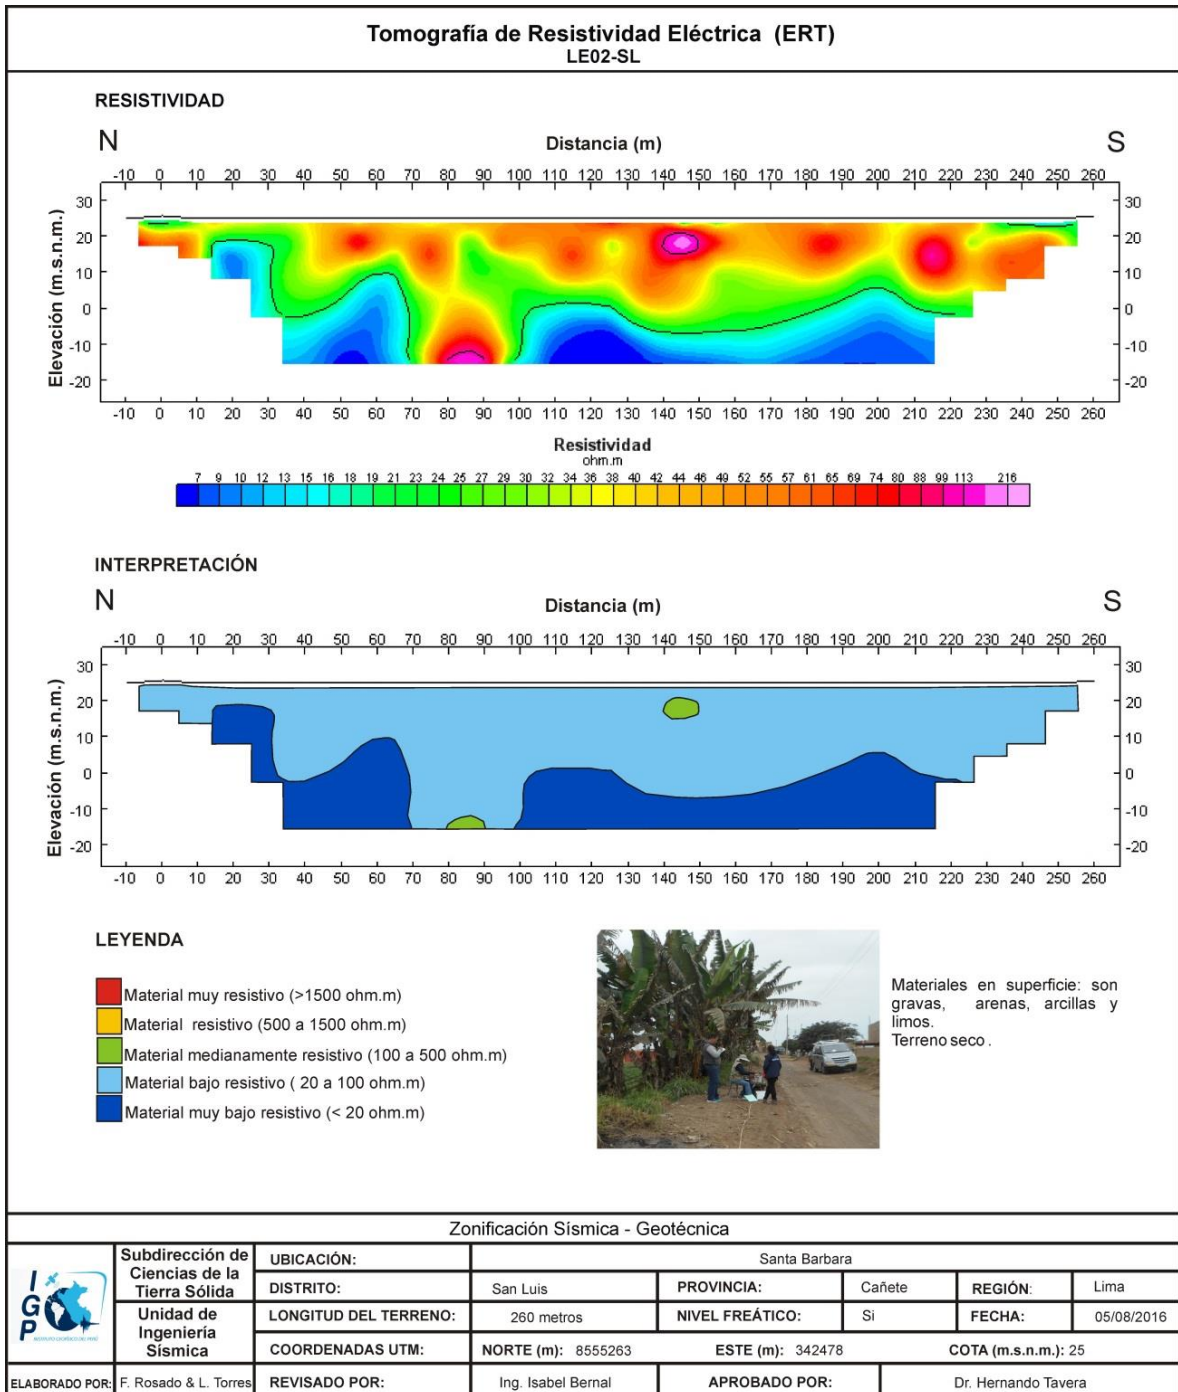 Tomografía de Resistividad Eléctrica (ERT)
LE02-SL
RESISTIVIDAD
N
S
Distancia (m)
-10 0 10 20 30 40 50 60 70 80 90 100 110 120 130 140 150 160 170 180 190 200 210 220 230 240 250 260
Elevación (m.s.n.m.)
30 30
20 20
10 10
0 0
-10 -10
-20 -20
-10 0 10 20 30 40 50 60 70 80 90 100 110 120 130 140 150 160 170 180 190 200 210 220 230 240 250 260
Resistividad
ohm.m
7 9 10 12 13 15 16 18 19 21 23 24 25 27 29 30 32 34 36 38 40 42 44 46 49 52 55 57 61 65 69 74 80 88 99 113 216
INTERPRETACIÓN
N
S
Distancia (m)
-10 0 10 20 30 40 50 60 70 80 90 100 110 120 130 140 150 160 170 180 190 200 210 220 230 240 250 260
Elevación (m.s.n.m.)
30 30
20 20
10 10
0 0
-10 -10
-20 -20
-10 0 10 20 30 40 50 60 70 80 90 100 110 120 130 140 150 160 170 180 190 200 210 220 230 240 250 260
LEYENDA
Material muy resistivo (>1500 ohm.m)
Material resistivo (500 a 1500 ohm.m)
Material medianamente resistivo (100 a 500 ohm.m)
Material bajo resistivo ( 20 a 100 ohm.m)
Material muy bajo resistivo (< 20 ohm.m)
Materiales en superficie: son
gravas, arenas, arcillas y
limos.
Terreno seco .
Zonificación Sísmica - Geotécnica
IGP
INSTITUTO GEOFÍSICO DEL PERÚ
Subdirección de
Ciencias de la
Tierra Sólida
Unidad de
Ingeniería
Sísmica
UBICACIÓN: Santa Barbara
DISTRITO: San Luis PROVINCIA: Cañete REGIÓN: Lima
LONGITUD DEL TERRENO: 260 metros NIVEL FREÁTICO: Si FECHA: 05/08/2016
COORDENADAS UTM: NORTE (m): 8555263 ESTE (m): 342478 COTA (m.s.n.m.): 25
ELABORADO POR: F. Rosado & L. Torres REVISADO POR: Ing. Isabel Bernal APROBADO POR: Dr. Hernando Tavera